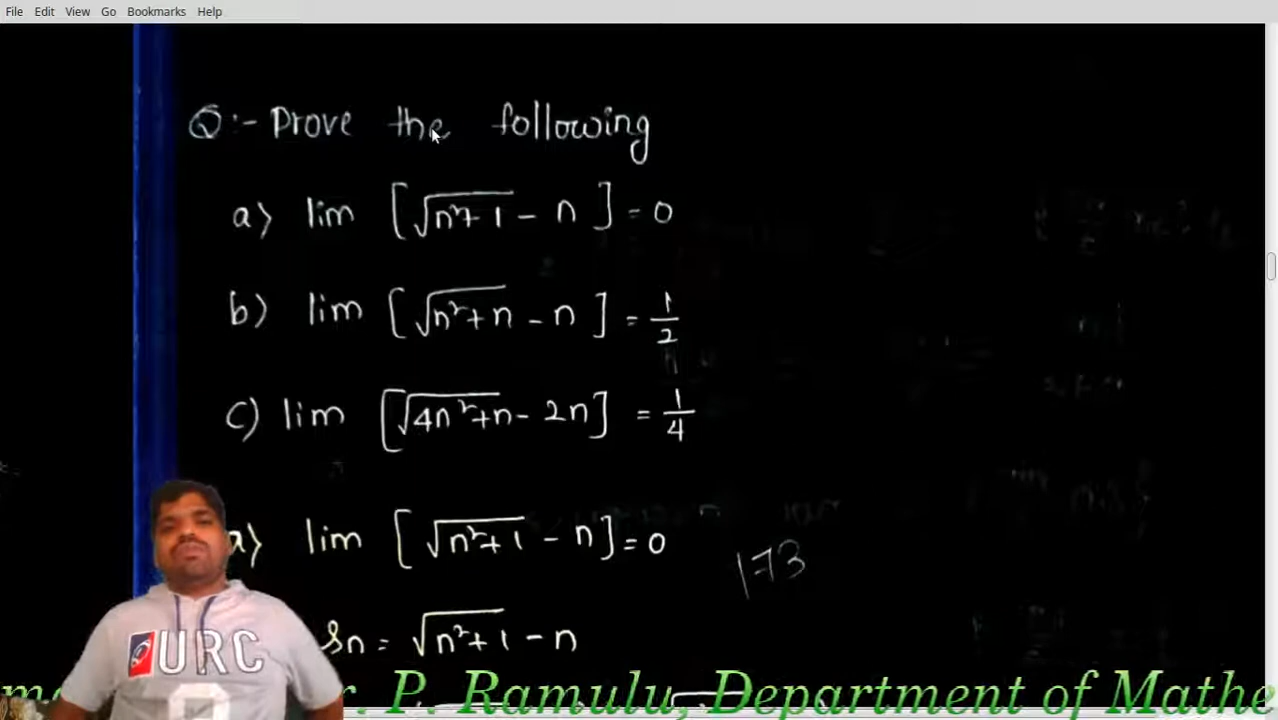 File Edit View Go Bookmarks Help
Q:- Prove the following
a) lim [√n²+1 - n] = 0
b) lim [√n²+n - n] = 1/2
c) lim [√4n²+n - 2n] = 1/4
a) lim [√n²+1 - n] = 0
173
Sn = √n²+1 - n
URC
r. P. Ramulu, Department of Mathe